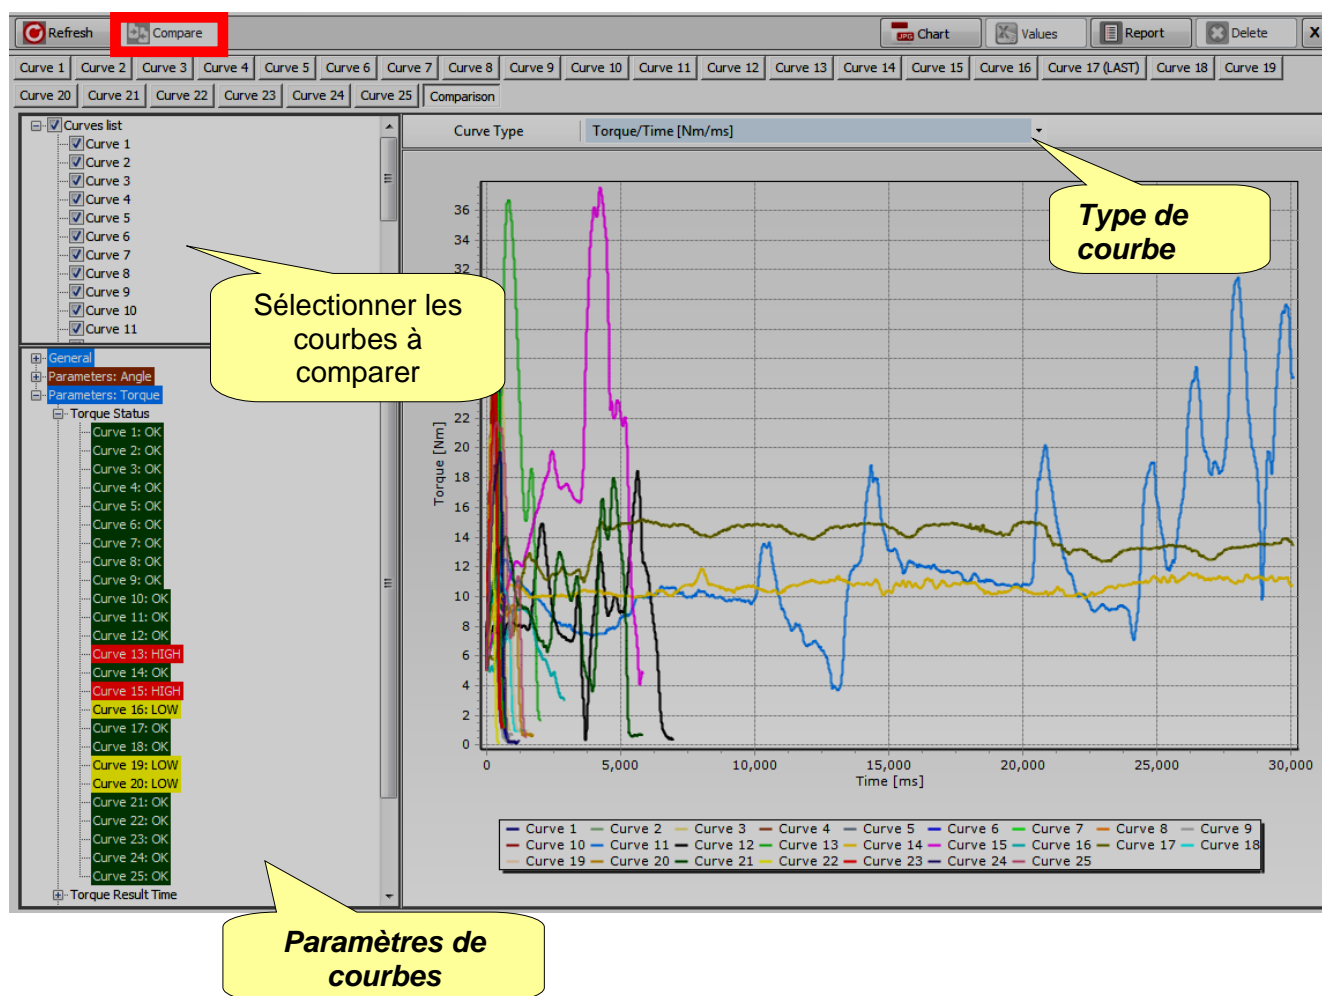 Refresh
Compare
JPG Chart
Values
Report
Delete
X
Curve 1 Curve 2 Curve 3 Curve 4 Curve 5 Curve 6 Curve 7 Curve 8 Curve 9 Curve 10 Curve 11 Curve 12 Curve 13 Curve 14 Curve 15 Curve 16 Curve 17 (LAST) Curve 18 Curve 19
Curve 20 Curve 21 Curve 22 Curve 23 Curve 24 Curve 25 Comparison
Curves list
Curve 1
Curve 2
Curve 3
Curve 4
Curve 5
Curve 6
Curve 7
Curve 8
Curve 9
Curve 10
Curve 11
Sélectionner les
courbes à
comparer
General
Parameters: Angle
Parameters: Torque
Torque Status
Curve 1: OK
Curve 2: OK
Curve 3: OK
Curve 4: OK
Curve 5: OK
Curve 6: OK
Curve 7: OK
Curve 8: OK
Curve 9: OK
Curve 10: OK
Curve 11: OK
Curve 12: OK
Curve 13: HIGH
Curve 14: OK
Curve 15: HIGH
Curve 16: LOW
Curve 17: OK
Curve 18: OK
Curve 19: LOW
Curve 20: LOW
Curve 21: OK
Curve 22: OK
Curve 23: OK
Curve 24: OK
Curve 25: OK
Torque Result Time
Paramètres de
courbes
Curve Type Torque/Time [Nm/ms]
Type de
courbe
36
34
32
22
20
18
16
14
12
10
8
6
4
2
0
Torque [Nm]
0 5,000 10,000 15,000 20,000 25,000 30,000
Time [ms]
Curve 1 Curve 2 Curve 3 Curve 4 Curve 5 Curve 6 Curve 7 Curve 8 Curve 9
Curve 10 Curve 11 Curve 12 Curve 13 Curve 14 Curve 15 Curve 16 Curve 17 Curve 18
Curve 19 Curve 20 Curve 21 Curve 22 Curve 23 Curve 24 Curve 25